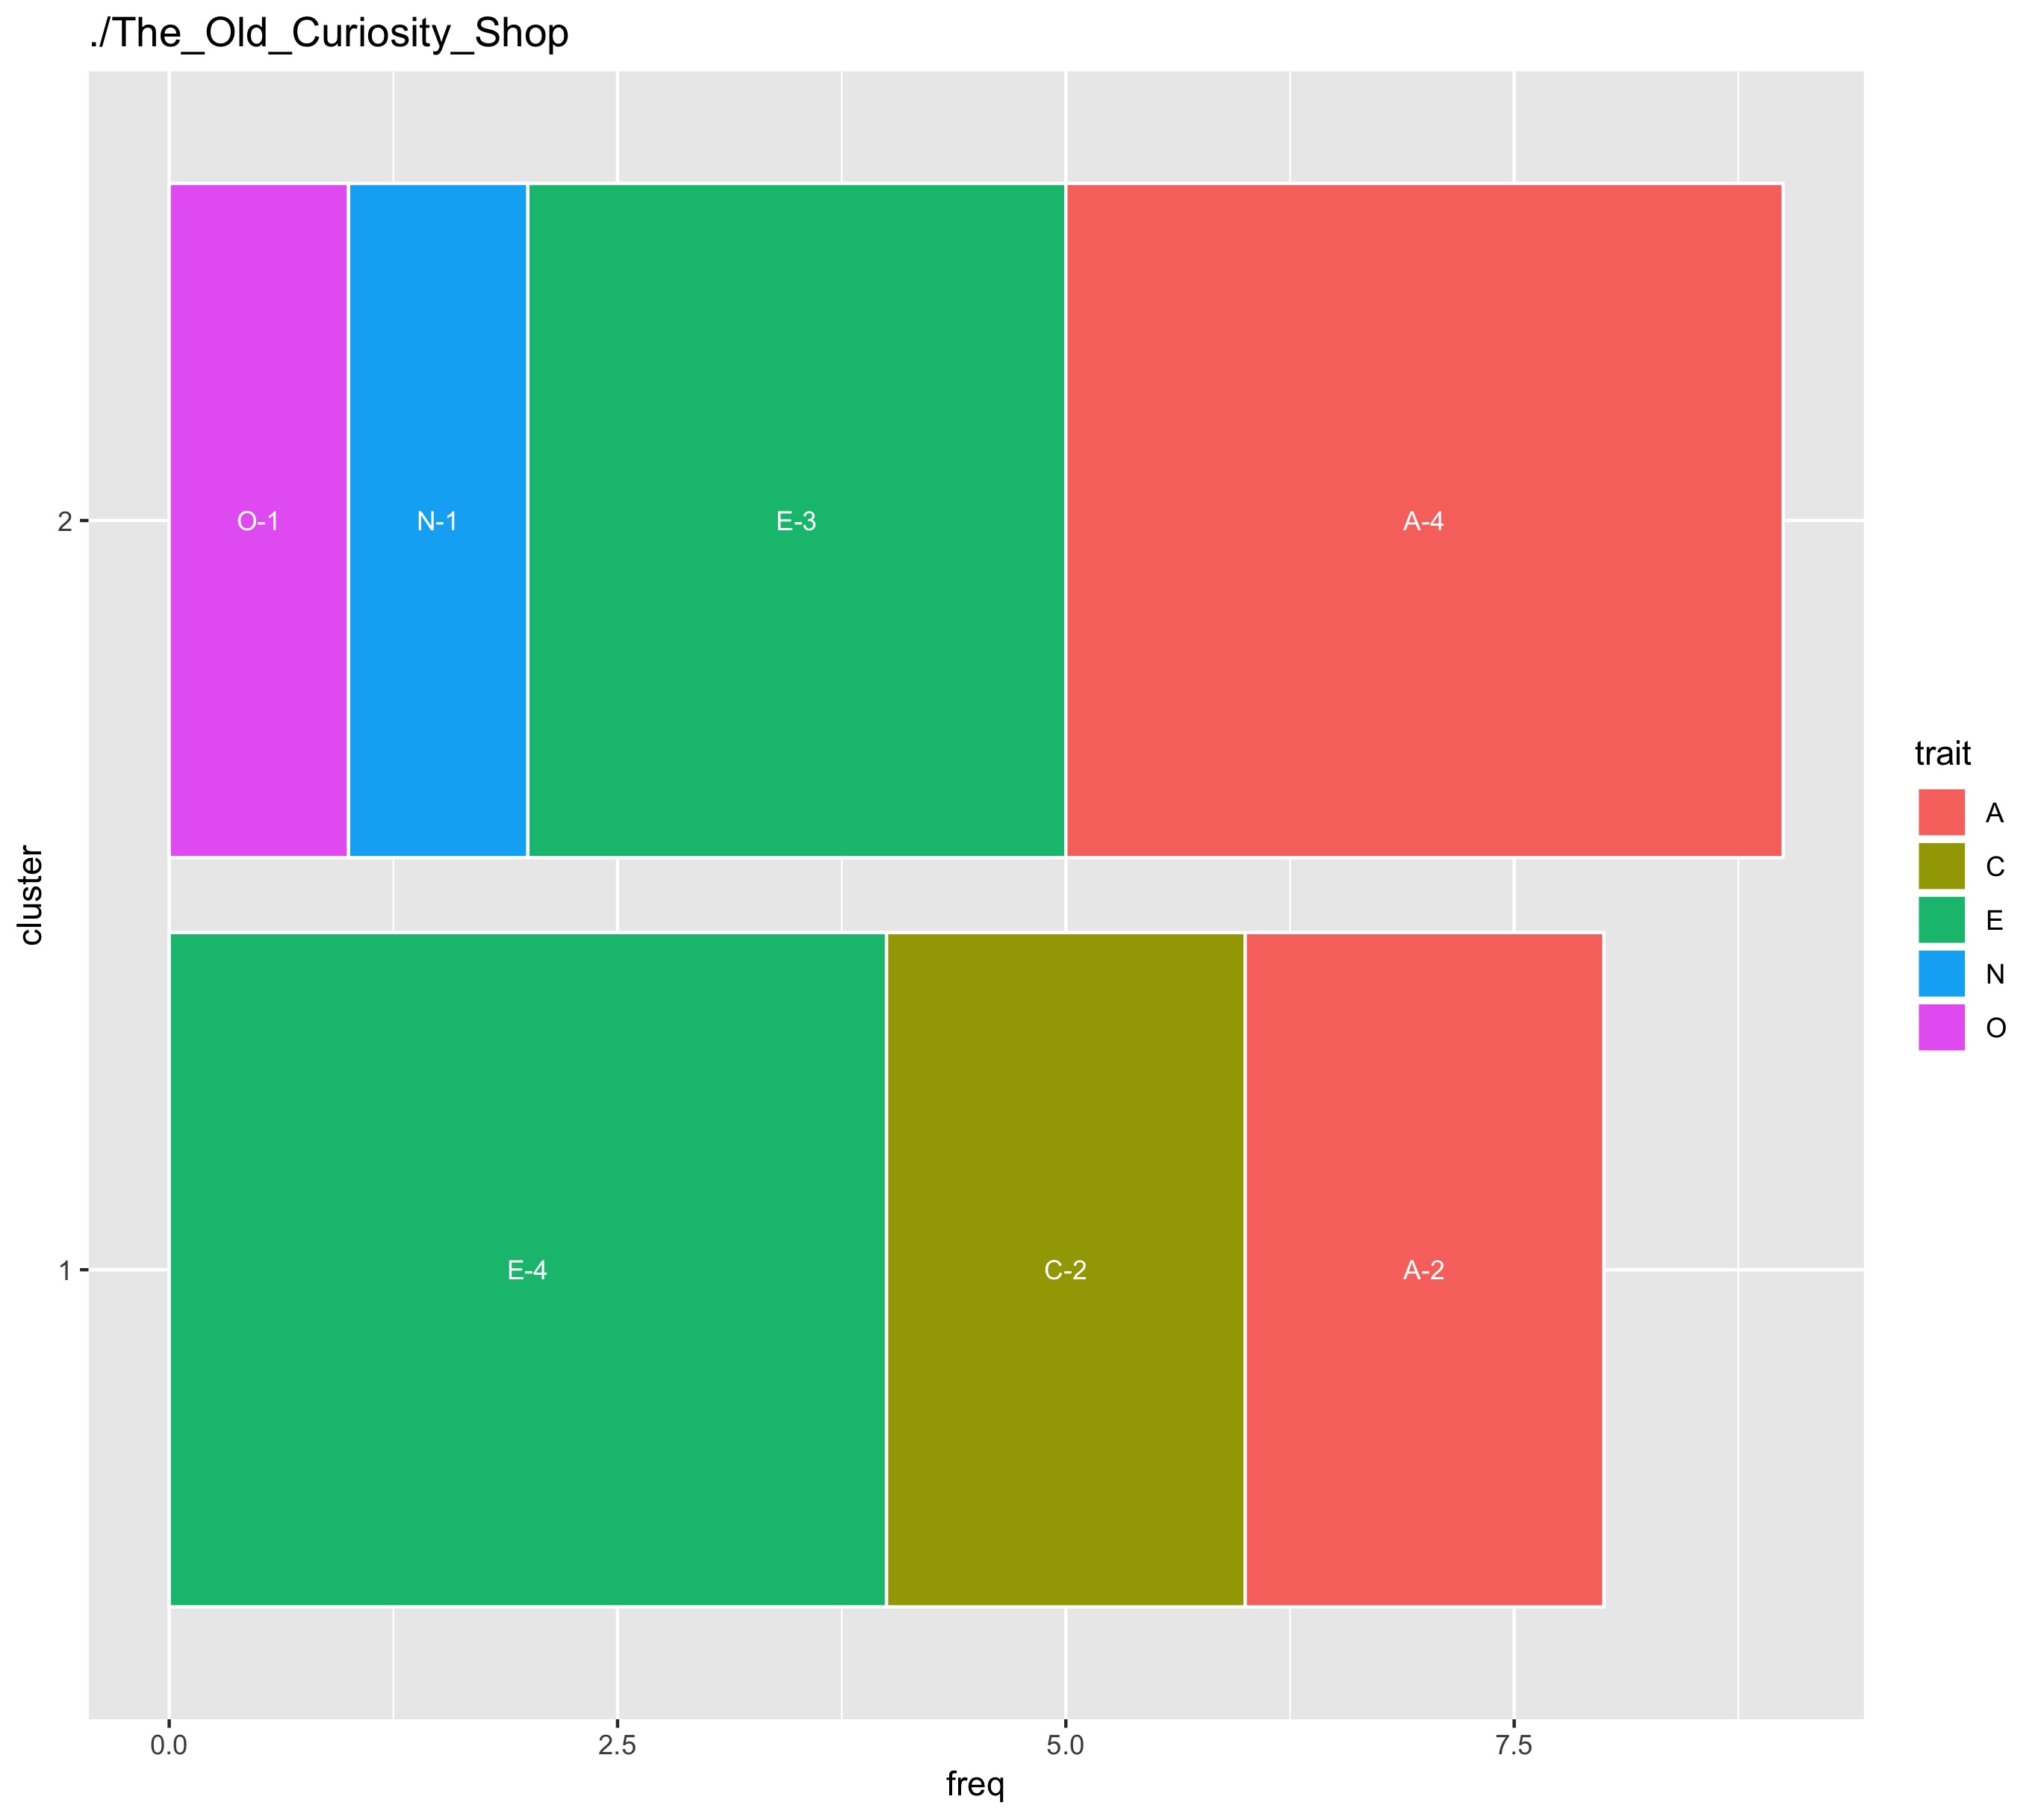 ./The_Old_Curiosity_Shop
2
O-1 N-1 E-3 A-4
cluster
1
E-4 C-2 A-2
0.0 2.5 5.0 7.5
freq
trait
A
C
E
N
O